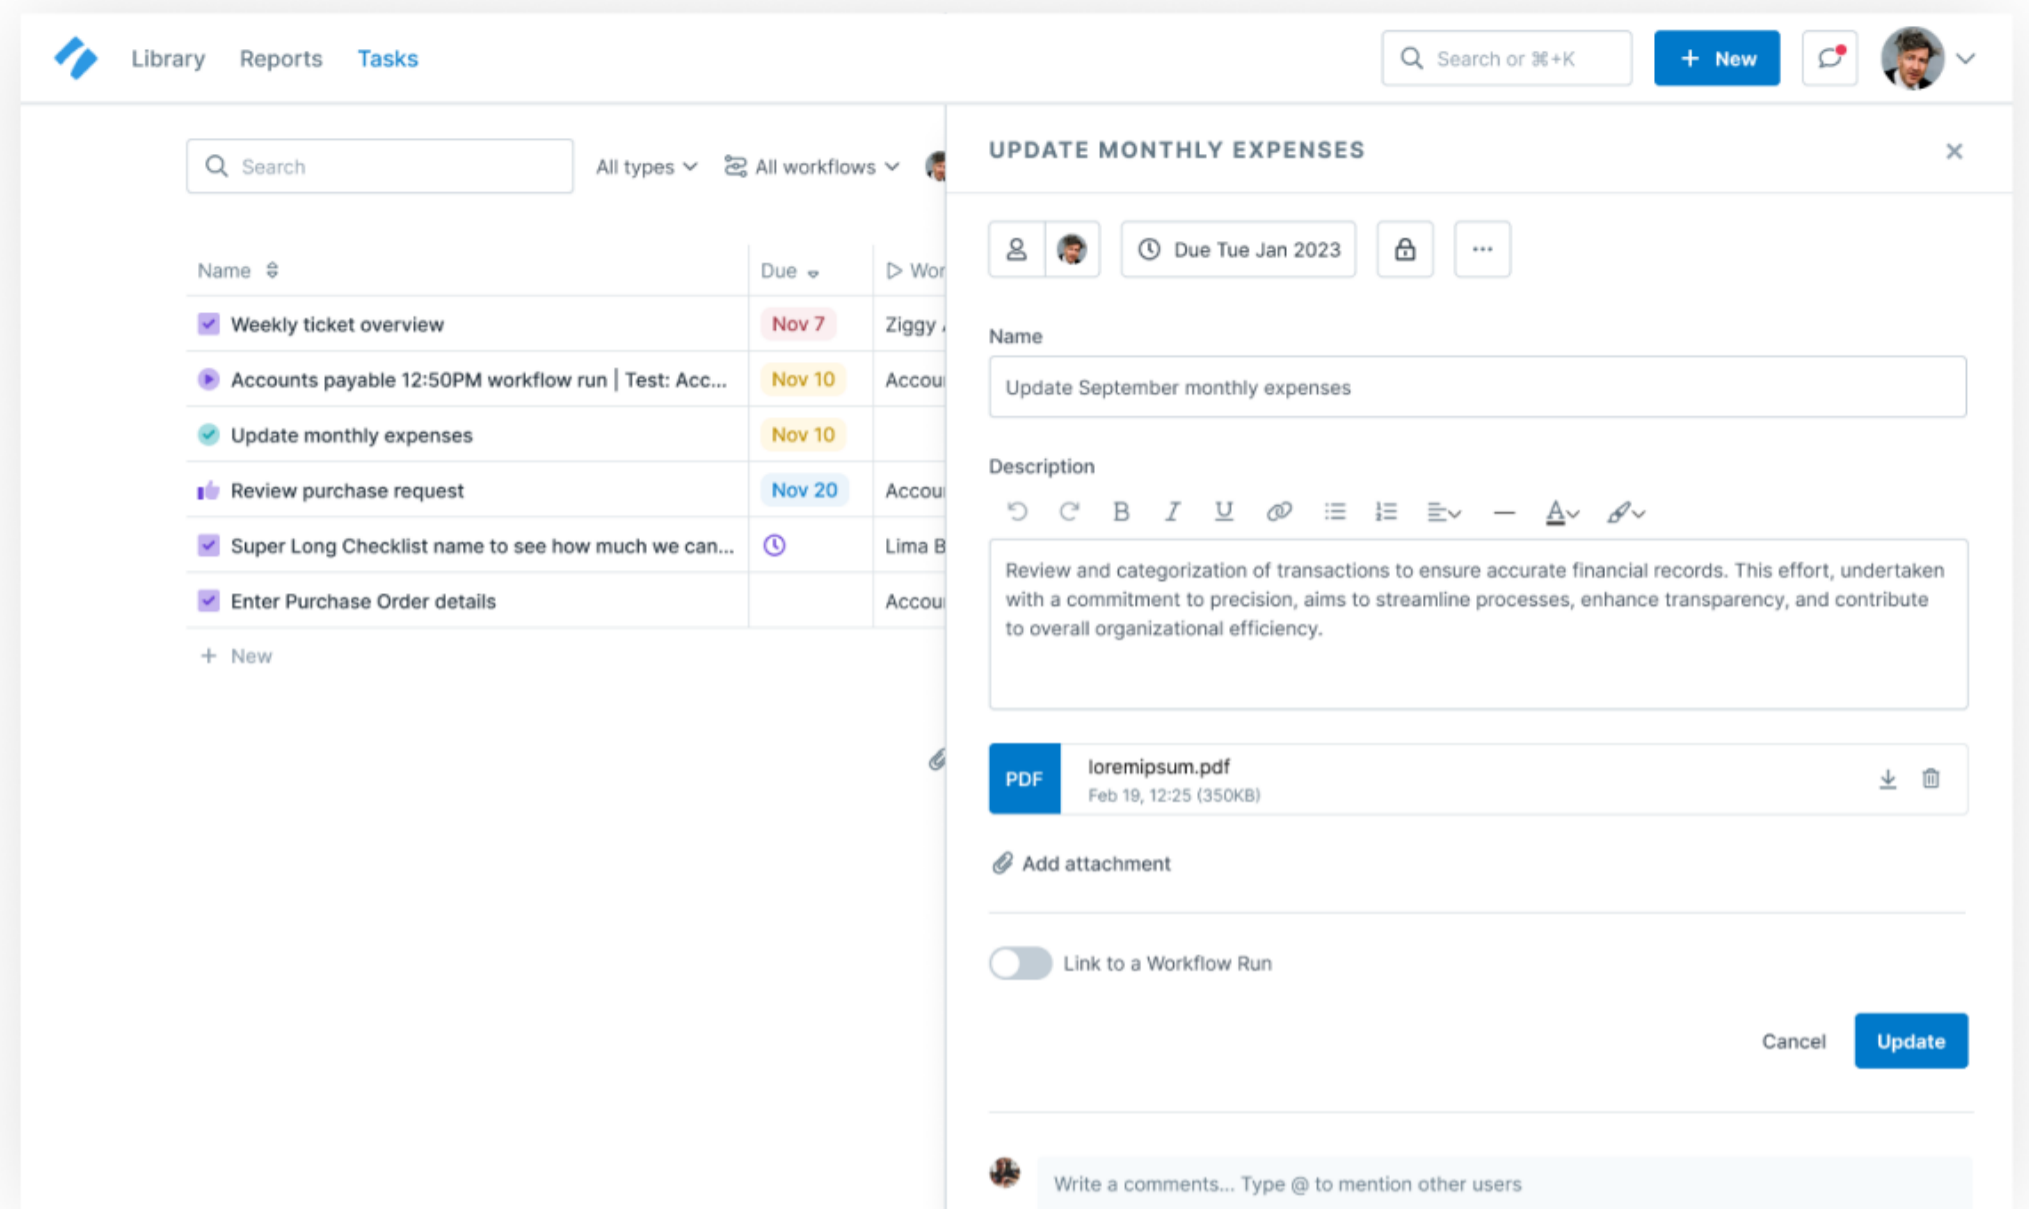 Library Reports Tasks
Search or ⌘+K
+ New
Search
All types
All workflows
Name
Due
Wor
Weekly ticket overview Nov 7 Ziggy
Accounts payable 12:50PM workflow run | Test: Acc... Nov 10 Accou
Update monthly expenses Nov 10
Review purchase request Nov 20 Accou
Super Long Checklist name to see how much we can... Lima B
Enter Purchase Order details Accou
+ New
UPDATE MONTHLY EXPENSES
Due Tue Jan 2023
Name
Update September monthly expenses
Description
B I U A
Review and categorization of transactions to ensure accurate financial records. This effort, undertaken
with a commitment to precision, aims to streamline processes, enhance transparency, and contribute
to overall organizational efficiency.
PDF
loremipsum.pdf
Feb 19, 12:25 (350KB)
Add attachment
Link to a Workflow Run
Cancel
Update
Write a comments... Type @ to mention other users